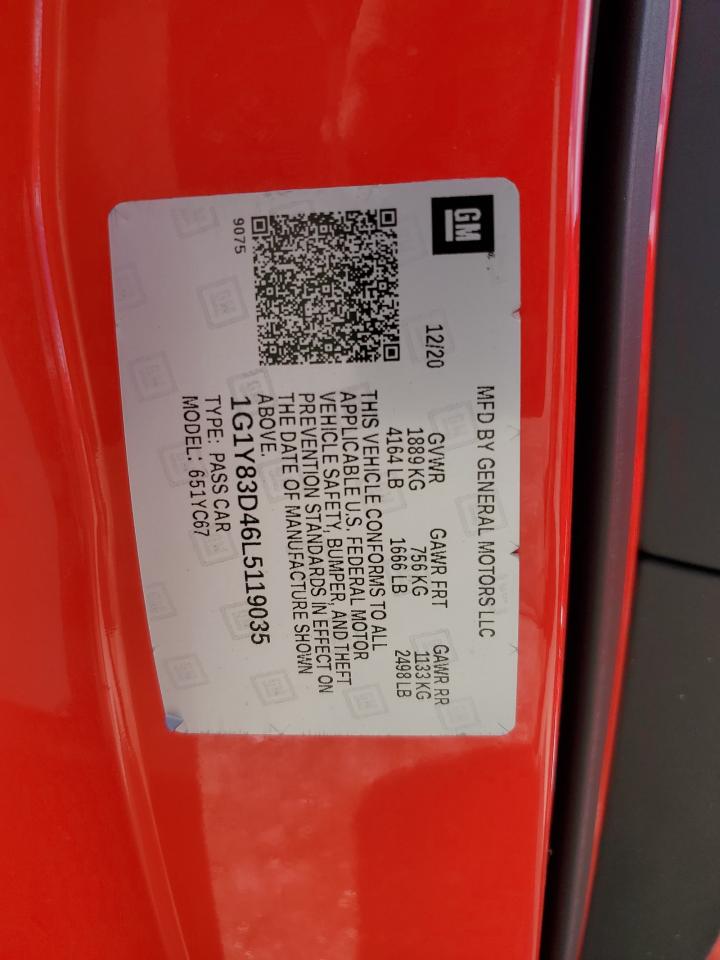 GM
MFD BY GENERAL MOTORS LLC
12/20
GVWR GAWR FRT GAWR RR
1889 KG 756 KG 1133 KG
4164 LB 1666 LB 2498 LB
THIS VEHICLE CONFORMS TO ALL
APPLICABLE U.S. FEDERAL MOTOR
VEHICLE SAFETY, BUMPER, AND THEFT
PREVENTION STANDARDS IN EFFECT ON
THE DATE OF MANUFACTURE SHOWN
ABOVE.
1G1Y83D46L5119035
TYPE: PASS CAR
MODEL: 651YC67
9075